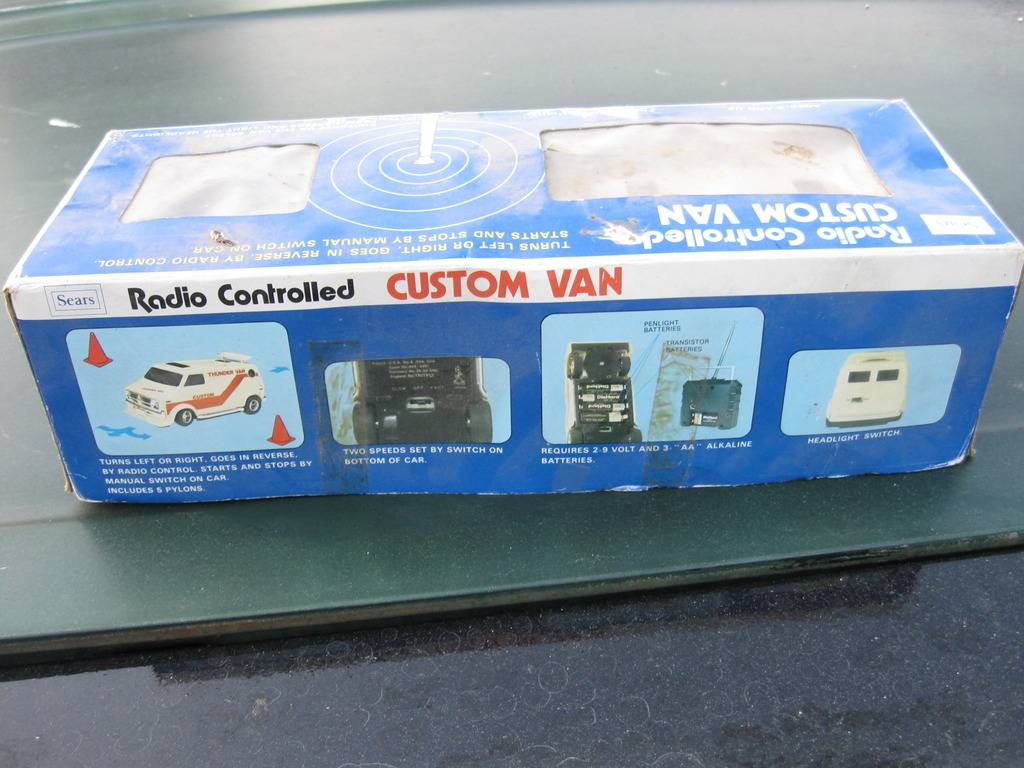 Radio Controlled
CUSTOM VAN
TURNS LEFT OR RIGHT, GOES IN REVERSE, BY RADIO CONTROL.
STARTS AND STOPS BY MANUAL SWITCH ON CAR.
Sears
Radio Controlled CUSTOM VAN
THUNDER VAN
CUSTOM
TURNS LEFT OR RIGHT, GOES IN REVERSE,
BY RADIO CONTROL. STARTS AND STOPS BY
MANUAL SWITCH ON CAR.
INCLUDES 5 PYLONS.
TWO SPEEDS SET BY SWITCH ON
BOTTOM OF CAR.
PENLIGHT
BATTERIES
TRANSISTOR
BATTERIES
DieHard
REQUIRES 2-9 VOLT AND 3-"AA" ALKALINE
BATTERIES.
HEADLIGHT SWITCH.